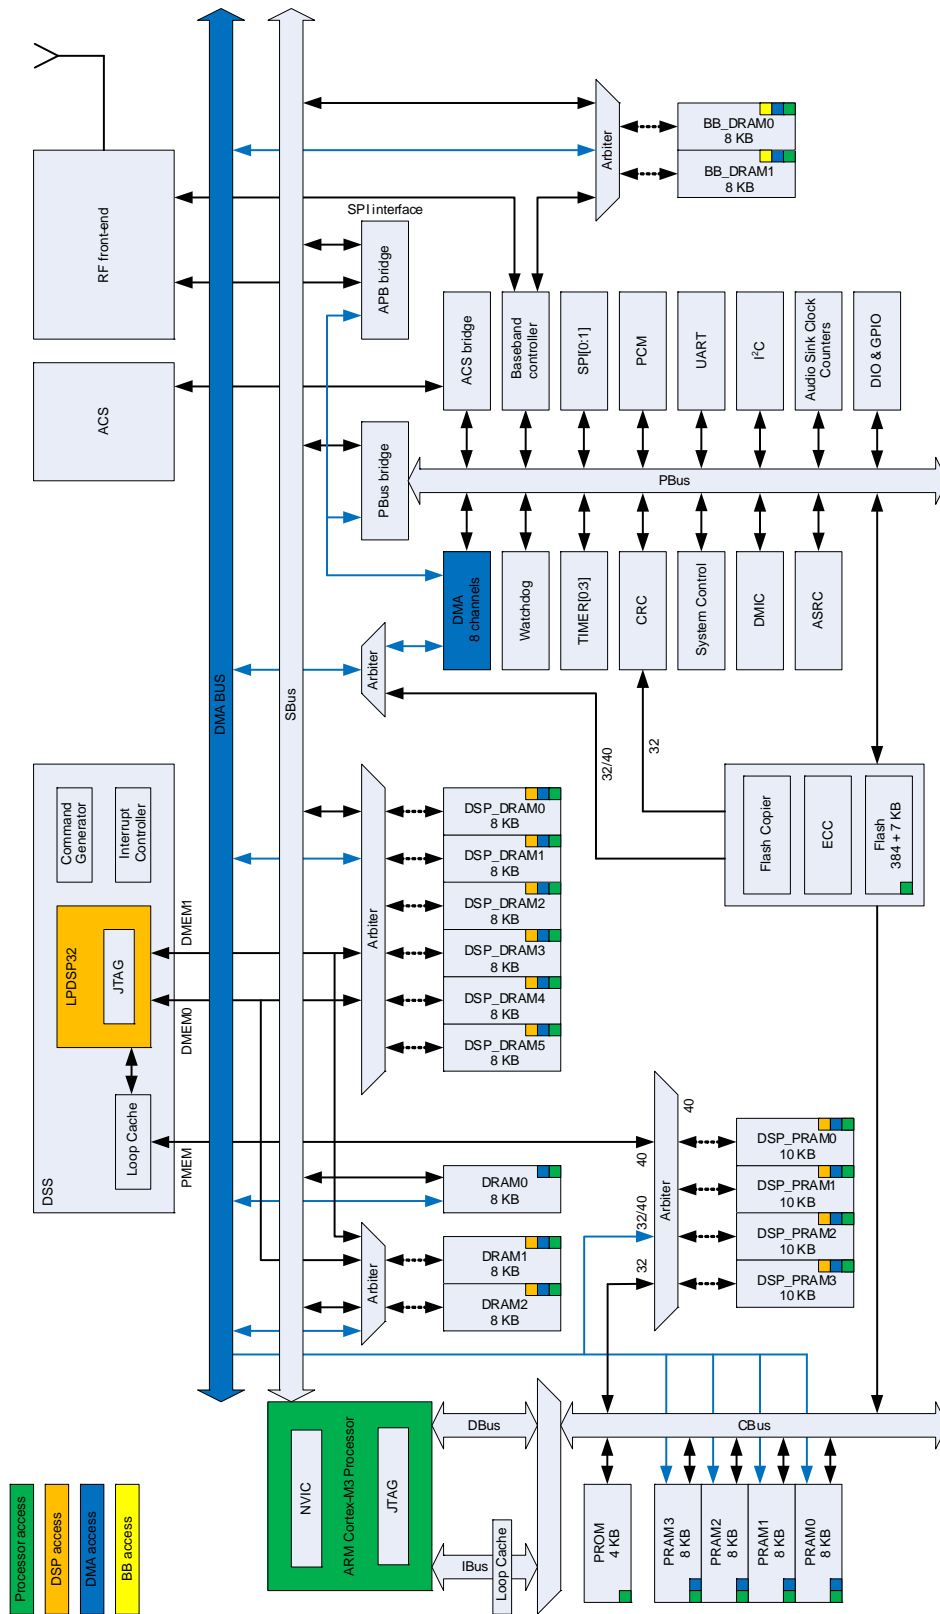 RF front-end
BB_DRAM0
8 KB
BB_DRAM1
8 KB
Arbiter
SPI interface
APB bridge
ACS
ACS bridge
Baseband
controller
SPI[0:1]
PCM
UART
I²C
Audio Sink Clock
Counters
DIO & GPIO
PBus bridge
PBus
DMA
8 channels
Watchdog
TIMER[0:3]
CRC
System Control
DMIC
ASRC
Arbiter
DMA BUS
SBus
32/40
32
DSS
Command
Generator
Interrupt
Controller
LPDSP32
JTAG
Loop Cache
DMEM1
DMEM0
PMEM
Arbiter
DSP_DRAM0
8 KB
DSP_DRAM1
8 KB
DSP_DRAM2
8 KB
DSP_DRAM3
8 KB
DSP_DRAM4
8 KB
DSP_DRAM5
8 KB
Flash Copier
ECC
Flash
384 + 7 KB
40
40
32/40
32
Arbiter
DSP_PRAM0
10 KB
DSP_PRAM1
10 KB
DSP_PRAM2
10 KB
DSP_PRAM3
10 KB
DRAM0
8 KB
Arbiter
DRAM1
8 KB
DRAM2
8 KB
NVIC
JTAG
ARM Cortex-M3 Processor
DBus
IBus
Loop Cache
CBus
PROM
4 KB
PRAM3
8 KB
PRAM2
8 KB
PRAM1
8 KB
PRAM0
8 KB
Processor access
DSP access
DMA access
BB access